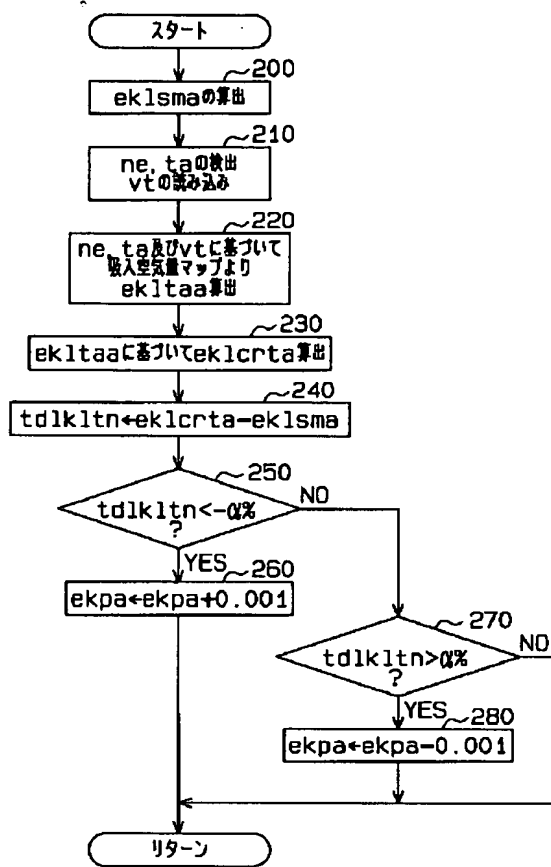 スタート
200
eklsmaの算出
210
ne, taの検出
vtの読み込み
220
ne, ta及びvtに基づいて
吸入空気量マップより
ekltaa算出
230
ekltaaに基づいてeklcrta算出
240
tdlkltn←eklcrta−eklsma
250
tdlkltn<−α%
?
NO
YES
260
ekpa←ekpa+0.001
270
tdlkltn>α%
?
NO
YES
280
ekpa←ekpa−0.001
リターン